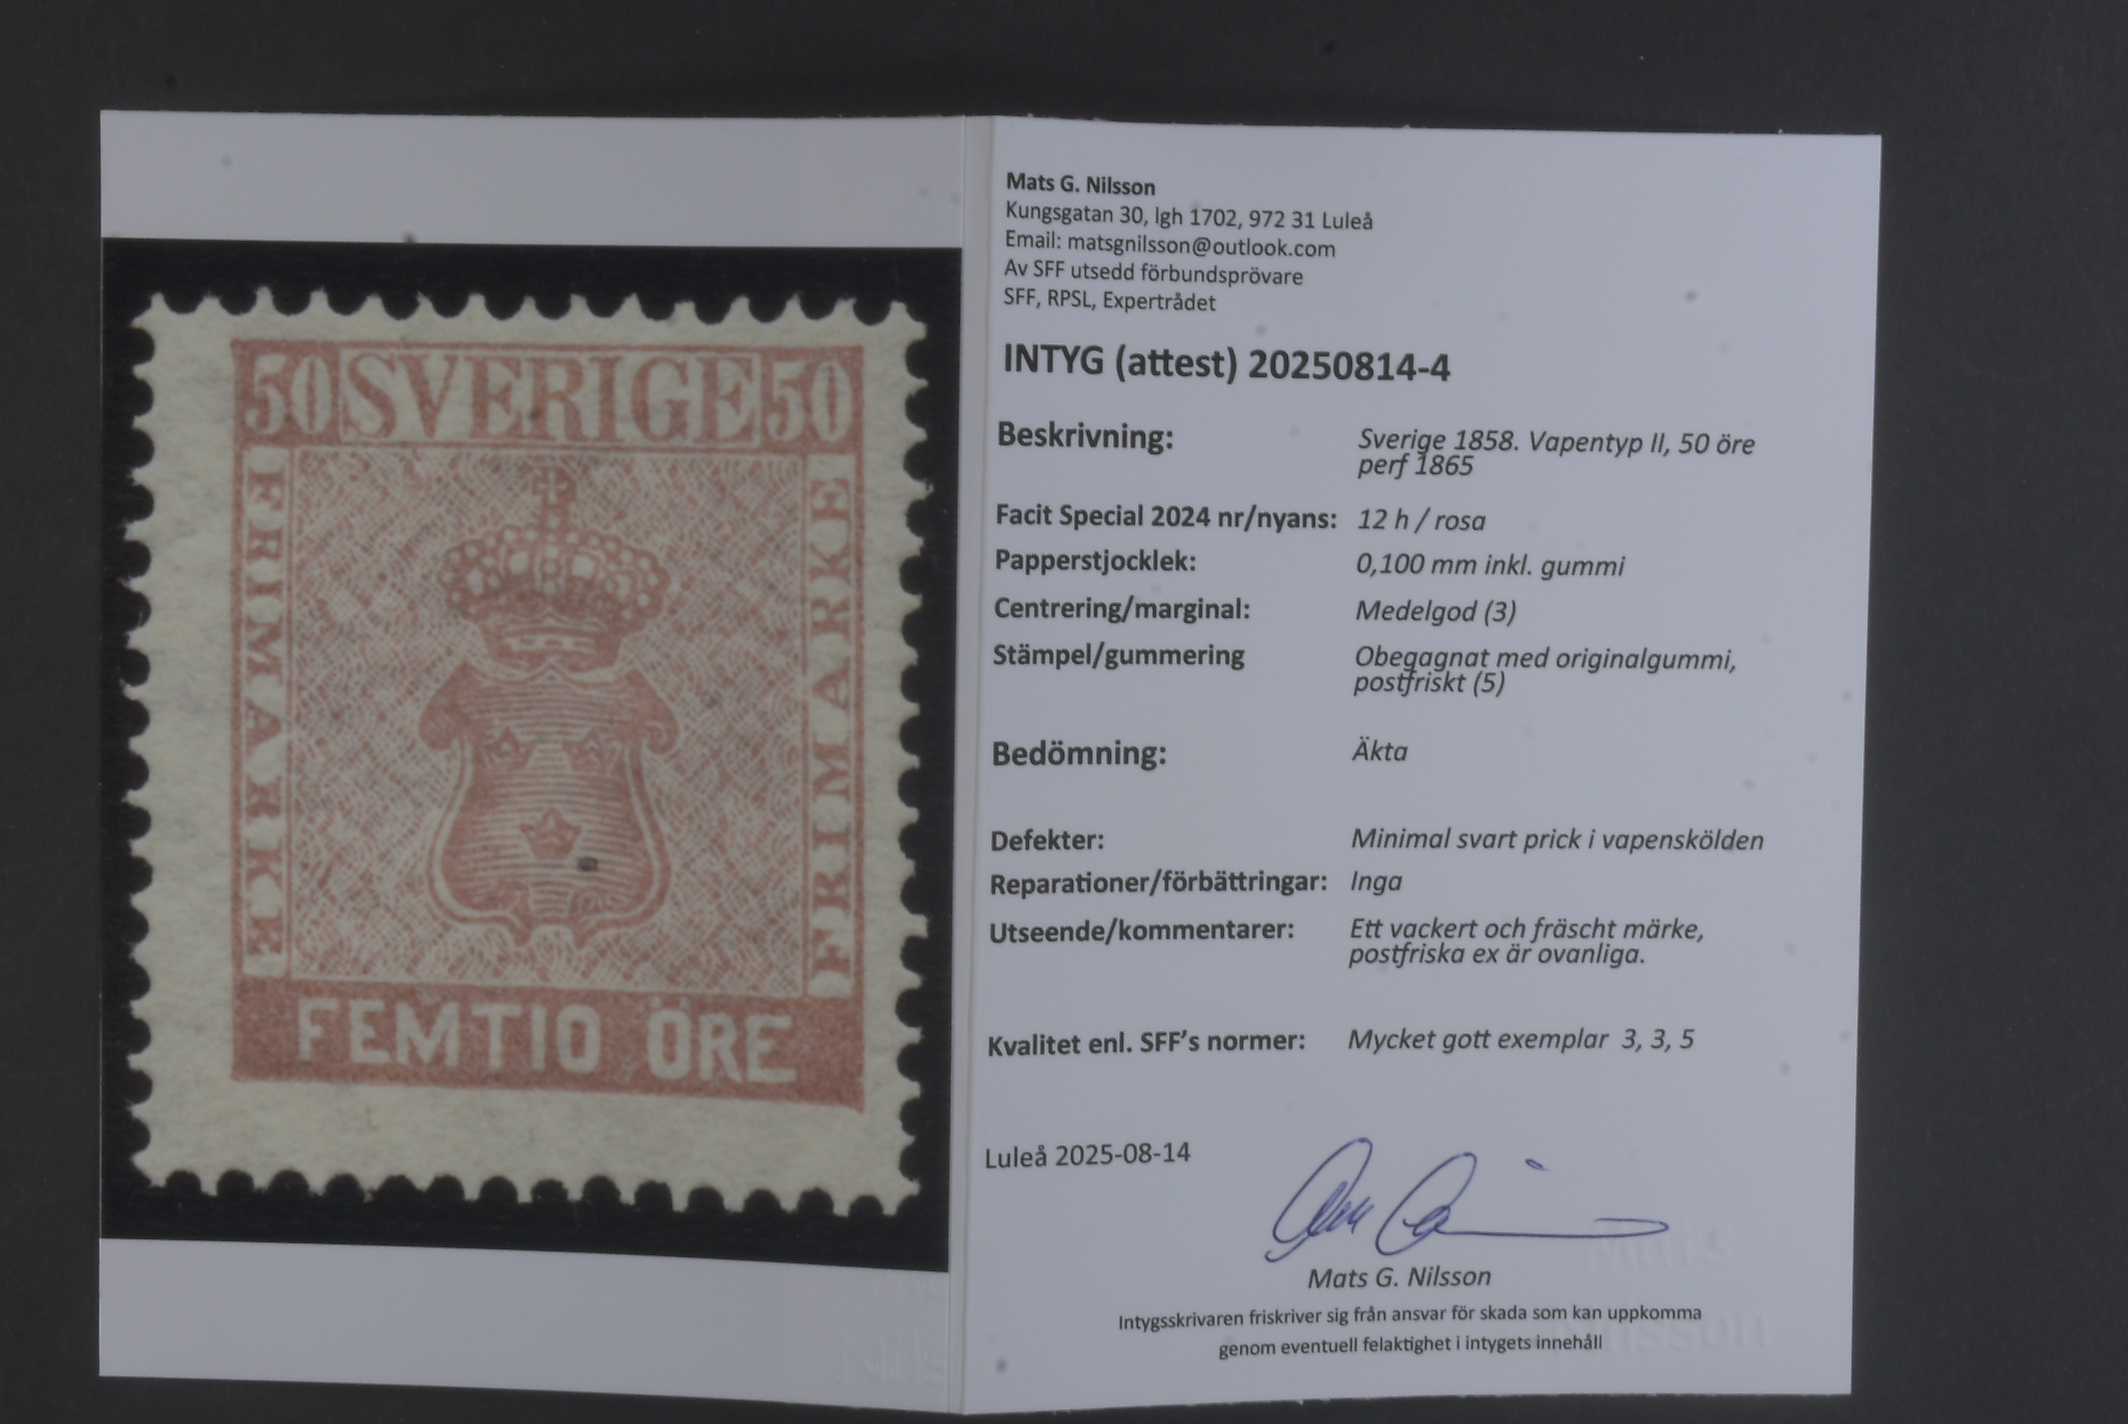 50 SVERIGE 50
FRIMÄRKE
FRIMÄRKE
FEMTIO ÖRE
Mats G. Nilsson
Kungsgatan 30, lgh 1702, 972 31 Luleå
Email: matsgnilsson@outlook.com
Av SFF utsedd förbundsprövare
SFF, RPSL, Expertrådet
INTYG (attest) 20250814-4
Beskrivning: Sverige 1858. Vapentyp II, 50 öre
perf 1865
Facit Special 2024 nr/nyans: 12 h / rosa
Papperstjocklek: 0,100 mm inkl. gummi
Centrering/marginal: Medelgod (3)
Stämpel/gummering Obegagnat med originalgummi,
postfriskt (5)
Bedömning: Äkta
Defekter: Minimal svart prick i vapenskölden
Reparationer/förbättringar: Inga
Utseende/kommentarer: Ett vackert och fräscht märke,
postfriska ex är ovanliga.
Kvalitet enl. SFF's normer: Mycket gott exemplar 3, 3, 5
Luleå 2025-08-14
Mats G. Nilsson
Intygsskrivaren friskriver sig från ansvar för skada som kan uppkomma
genom eventuell felaktighet i intygets innehåll
Mats
Nilsson